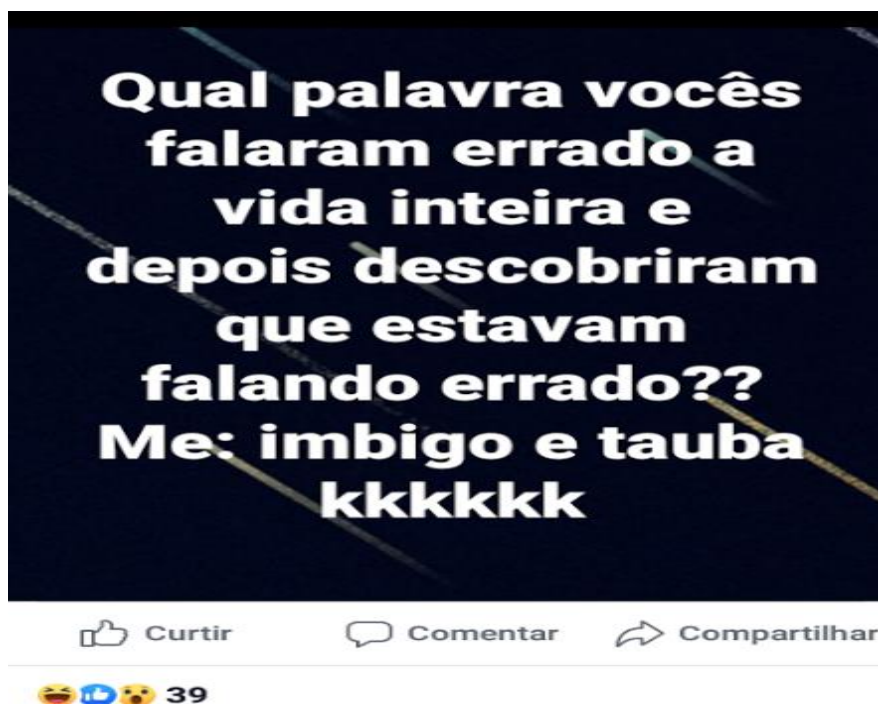 Qual palavra vocês
falaram errado a
vida inteira e
depois descobriram
que estavam
falando errado??
Me: imbigo e tauba
kkkkkk
Curtir Comentar Compartilhar
39